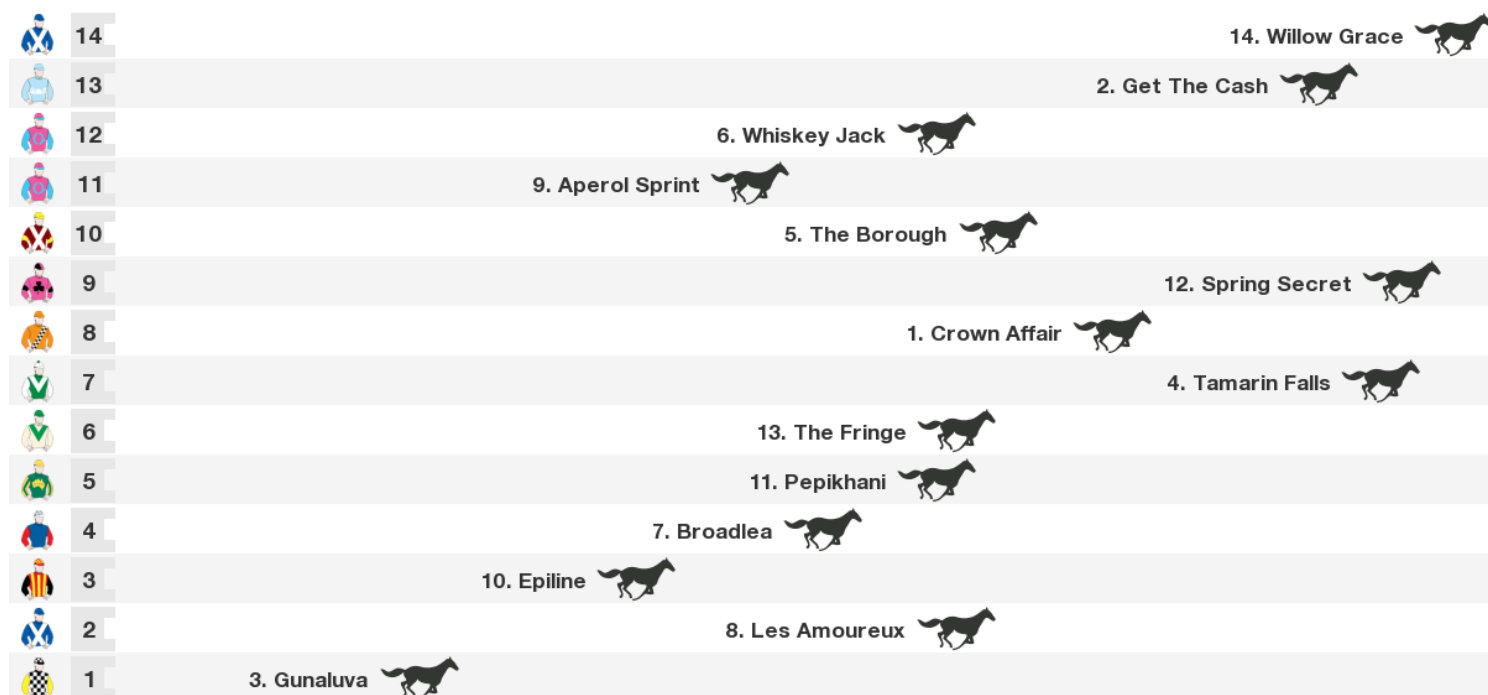 14 14. Willow Grace
13 2. Get The Cash
12 6. Whiskey Jack
11 9. Aperol Sprint
10 5. The Borough
9 12. Spring Secret
8 1. Crown Affair
7 4. Tamarin Falls
6 13. The Fringe
5 11. Pepikhani
4 7. Broadlea
3 10. Epiline
2 8. Les Amoureux
1 3. Gunaluva